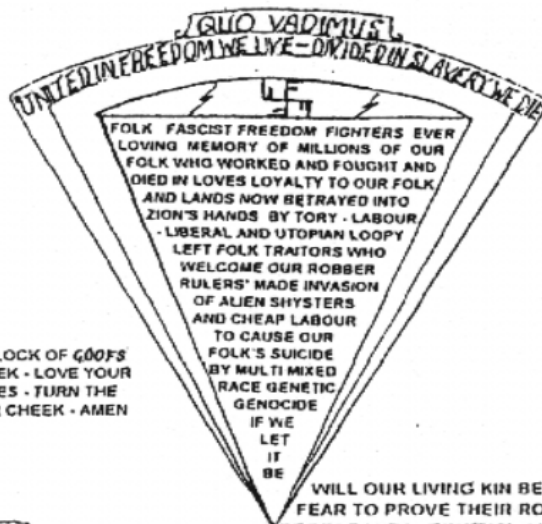 QUO VADIMUS
UNITED IN FREEDOM WE LIVE - DIVIDED IN SLAVERY WE DIE
FOLK FASCIST FREEDOM FIGHTERS EVER
LOVING MEMORY OF MILLIONS OF OUR
FOLK WHO WORKED AND FOUGHT AND
DIED IN LOVES LOYALTY TO OUR FOLK
AND LANDS NOW BETRAYED INTO
ZION'S HANDS BY TORY - LABOUR
- LIBERAL AND UTOPIAN LOOPY
LEFT FOLK TRAITORS WHO
WELCOME OUR ROBBER
RULERS' MADE INVASION
OF ALIEN SHYSTERS
AND CHEAP LABOUR
TO CAUSE OUR
FOLK'S SUICIDE
BY MULTI MIXED
RACE GENETIC
GENOCIDE
IF WE
LET
IT
BE
LOCK OF GOOFS
EK - LOVE YOUR
ES - TURN THE
CHEEK - AMEN
WILL OUR LIVING KIN BE
FEAR TO PROVE THEIR RO